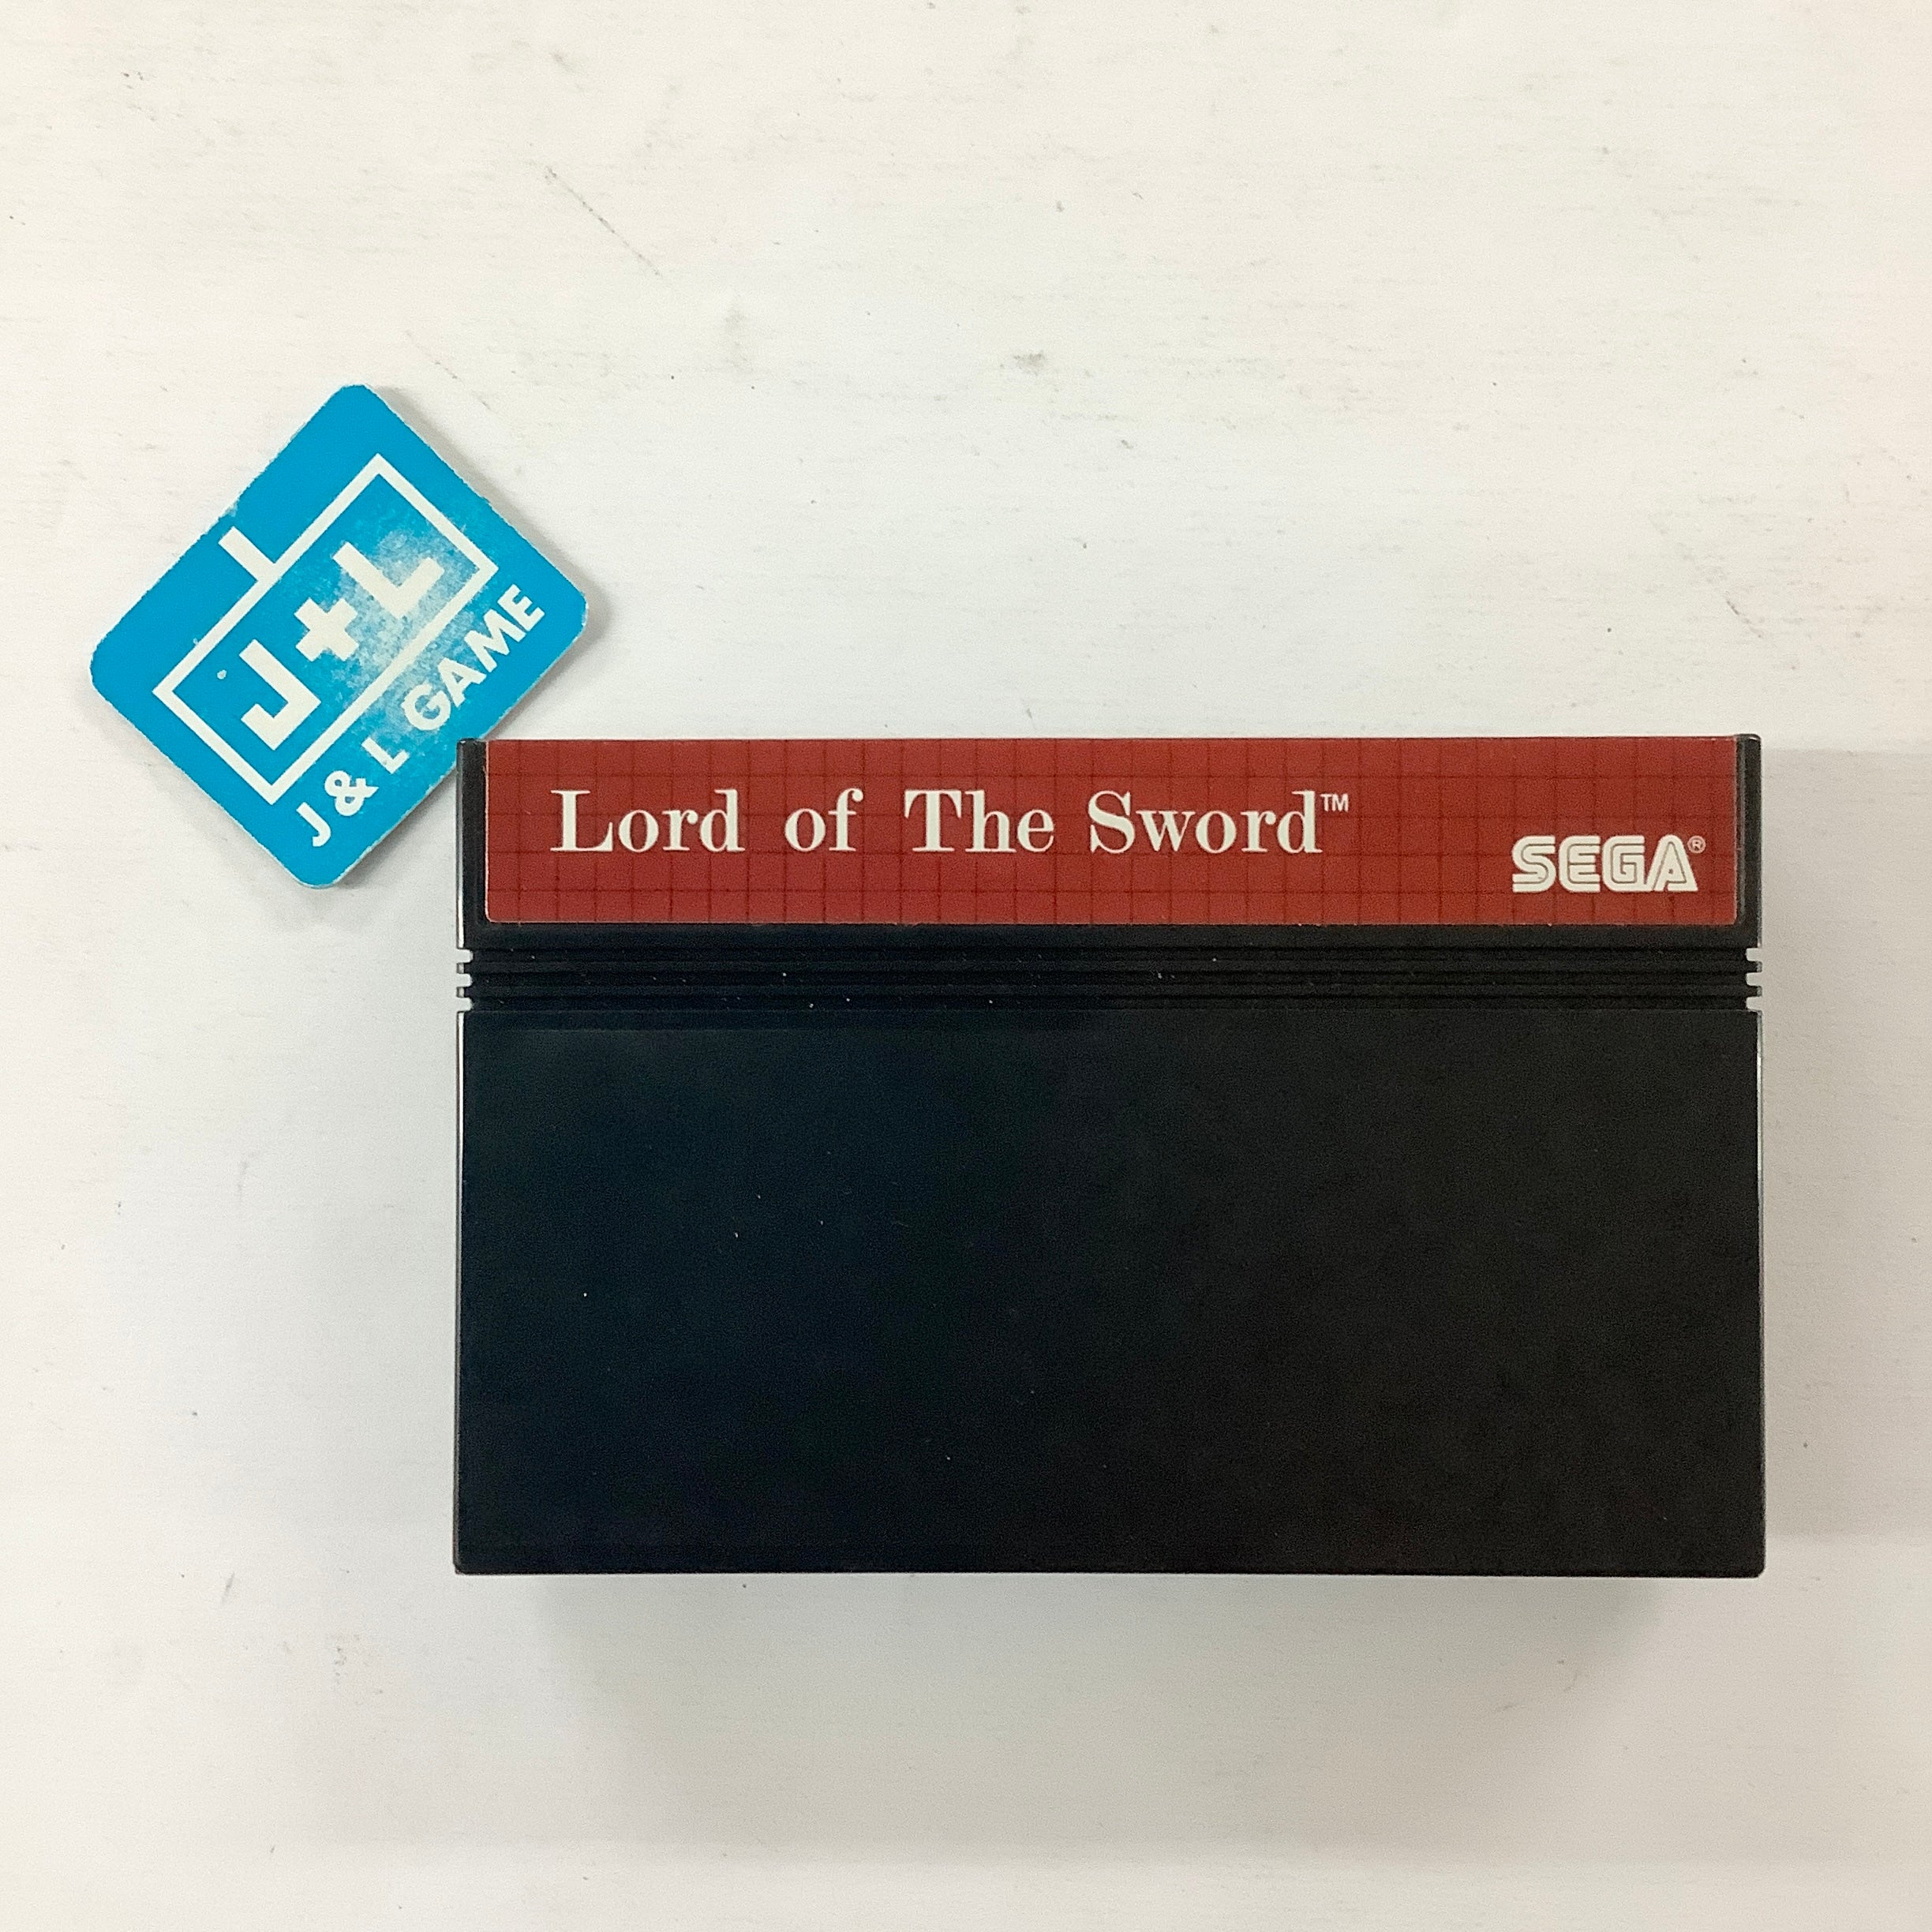 J+L
J & L GAME
Lord of The Sword™
SEGA®